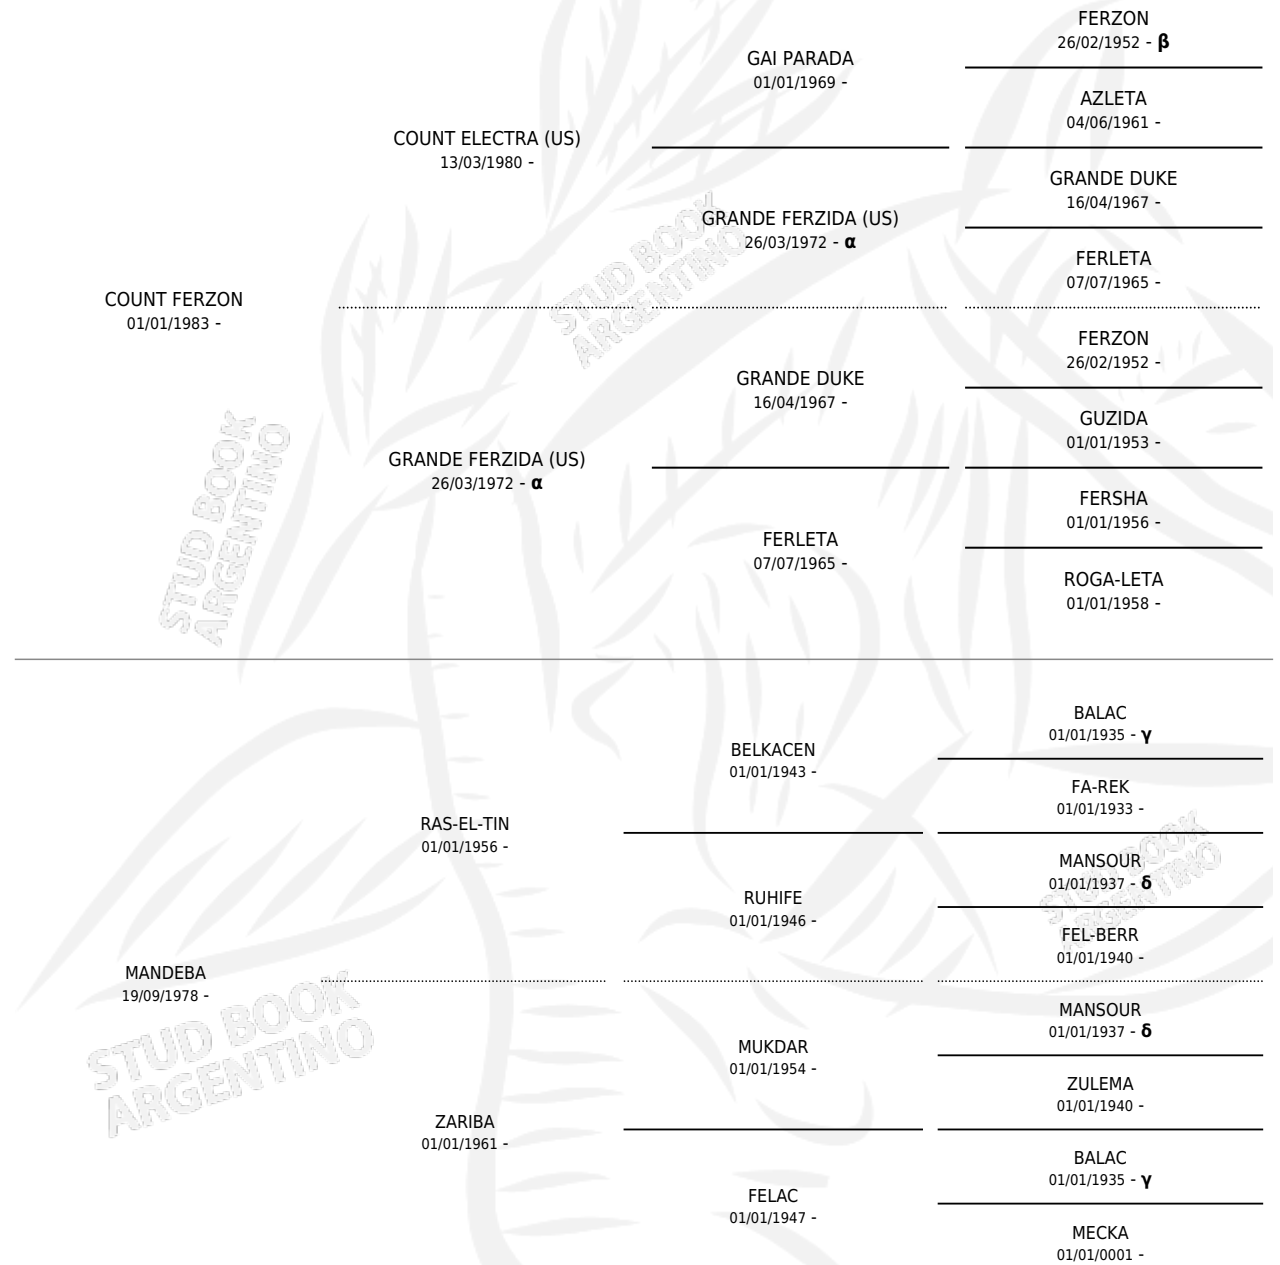 FERZON
26/02/1952 - β
GAI PARADA
01/01/1969 -
AZLETA
04/06/1961 -
COUNT ELECTRA (US)
13/03/1980 -
GRANDE DUKE
16/04/1967 -
GRANDE FERZIDA (US)
26/03/1972 - α
FERLETA
07/07/1965 -
COUNT FERZON
01/01/1983 -
FERZON
26/02/1952 -
GRANDE DUKE
16/04/1967 -
GUZIDA
01/01/1953 -
GRANDE FERZIDA (US)
26/03/1972 - α
FERSHA
01/01/1956 -
FERLETA
07/07/1965 -
ROGA-LETA
01/01/1958 -
BALAC
01/01/1935 - γ
BELKACEN
01/01/1943 -
FA-REK
01/01/1933 -
RAS-EL-TIN
01/01/1956 -
MANSOUR
01/01/1937 - δ
RUHIFE
01/01/1946 -
FEL-BERR
01/01/1940 -
MANDEBA
19/09/1978 -
MANSOUR
01/01/1937 - δ
MUKDAR
01/01/1954 -
ZULEMA
01/01/1940 -
ZARIBA
01/01/1961 -
BALAC
01/01/1935 - γ
FELAC
01/01/1947 -
MECKA
01/01/0001 -
STUD BOOK
ARGENTINO
STUD BOOK
ARGENTINO
STUD BOOK
ARGENTINO
STUD BOOK
ARGENTINO